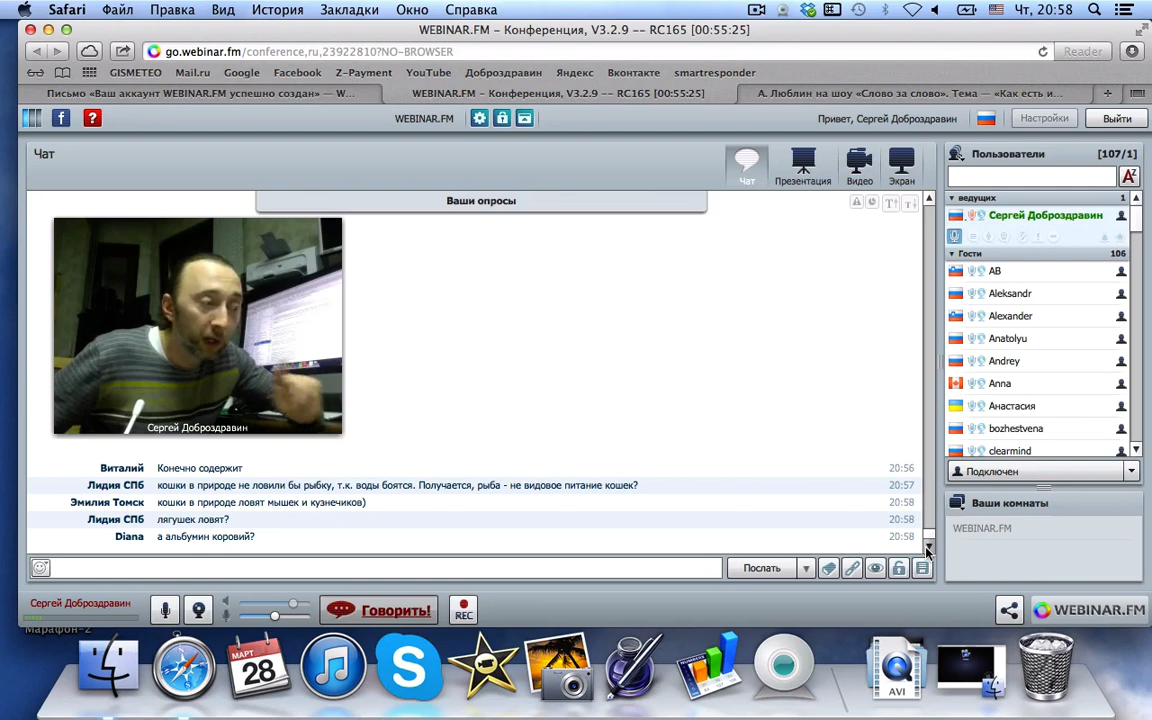 Safari Файл Правка Вид История Закладки Окно Справка Чт, 20:58
WEBINAR.FM – Конференция, V3.2.9 – RC165 [00:55:25]
go.webinar.fm/conference,ru,23922810?NO-BROWSER Reader
GISMETEO Mail.ru Google Facebook Z-Payment YouTube Доброздравин Яндекс Вконтакте smartresponder
Письмо «Ваш аккаунт WEBINAR.FM успешно создан» — W... WEBINAR.FM – Конференция, V3.2.9 – RC165 [00:55:25] А. Люблин на шоу «Слово за слово». Тема — «Как есть и...
f ? WEBINAR.FM Привет, Сергей Доброздравин Настройки Выйти
Чат
Чат Презентация Видео Экран
Ваши опросы
Сергей Доброздравин
Виталий Конечно содержит 20:56
Лидия СПб кошки в природе не ловили бы рыбку, т.к. воды боятся. Получается, рыба - не видовое питание кошек? 20:57
Эмилия Томск кошки в природе ловят мышек и кузнечиков) 20:58
Лидия СПб лягушек ловят? 20:58
Diana а альбумин коровий? 20:58
Послать
Пользователи [107/1]
ведущих 1
Сергей Доброздравин
Гости 106
AB
Aleksandr
Alexander
Anatolyu
Andrey
Anna
Анастасия
bozhestvena
clearmind
Подключен
Ваши комнаты
WEBINAR.FM
Сергей Доброздравин Говорить! REC WEBINAR.FM
Марафон-2
МАРТ
28
NUMBERS
AVI